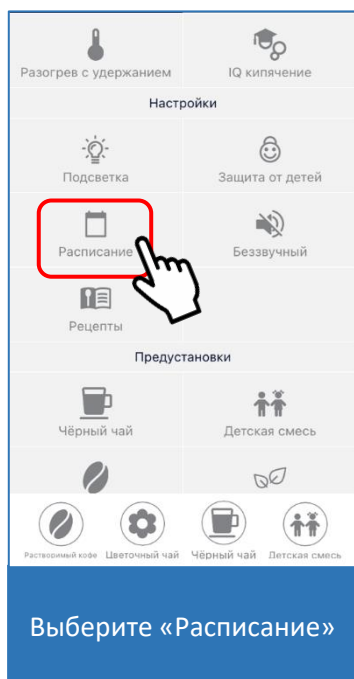 Разогрев с удержанием IQ кипячение
Настройки
Подсветка Защита от детей
Расписание Беззвучный
Рецепты
Предустановки
Чёрный чай Детская смесь
Растворимый кофе Цветочный чай Чёрный чай Детская смесь
Выберите «Расписание»